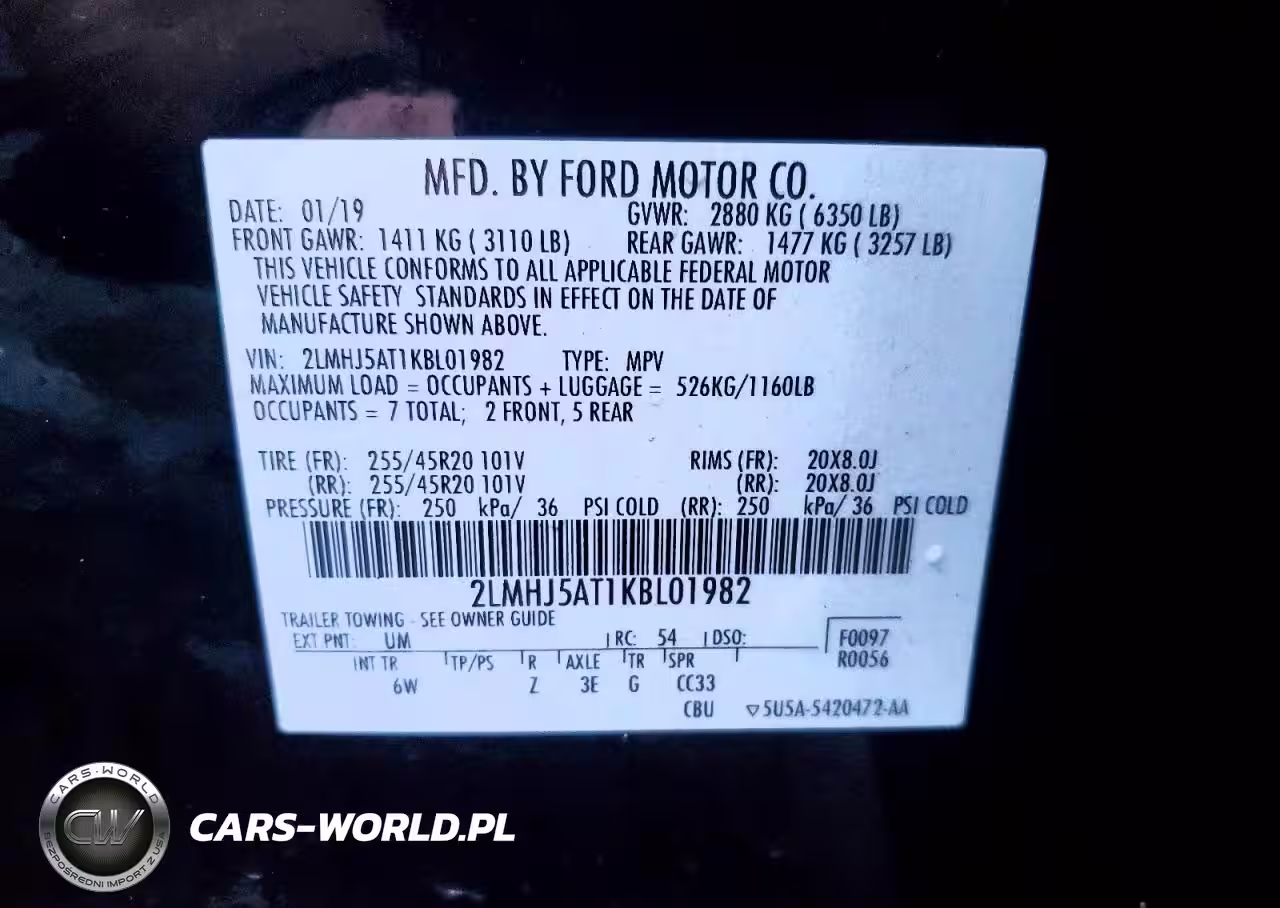 MFD. BY FORD MOTOR CO.
DATE: 01/19 GVWR: 2880 KG ( 6350 LB)
FRONT GAWR: 1411 KG ( 3110 LB) REAR GAWR: 1477 KG ( 3257 LB)
THIS VEHICLE CONFORMS TO ALL APPLICABLE FEDERAL MOTOR
VEHICLE SAFETY STANDARDS IN EFFECT ON THE DATE OF
MANUFACTURE SHOWN ABOVE.
VIN: 2LMHJ5AT1KBL01982 TYPE: MPV
MAXIMUM LOAD = OCCUPANTS + LUGGAGE = 526KG/1160LB
OCCUPANTS = 7 TOTAL; 2 FRONT, 5 REAR
TIRE (FR): 255/45R20 101V RIMS (FR): 20X8.0J
(RR): 255/45R20 101V (RR): 20X8.0J
PRESSURE (FR): 250 kPa/ 36 PSI COLD (RR): 250 kPa/ 36 PSI COLD
2LMHJ5AT1KBL01982
TRAILER TOWING - SEE OWNER GUIDE
EXT PNT: UM RC: 54 DSO: F0097
INT TR TP/PS R AXLE TR SPR R0056
6W Z 3E G CC33
CBU ▽5U5A-5420472-AA
CARS-WORLD
CW
BEZPOŚREDNI IMPORT Z USA
CARS-WORLD.PL